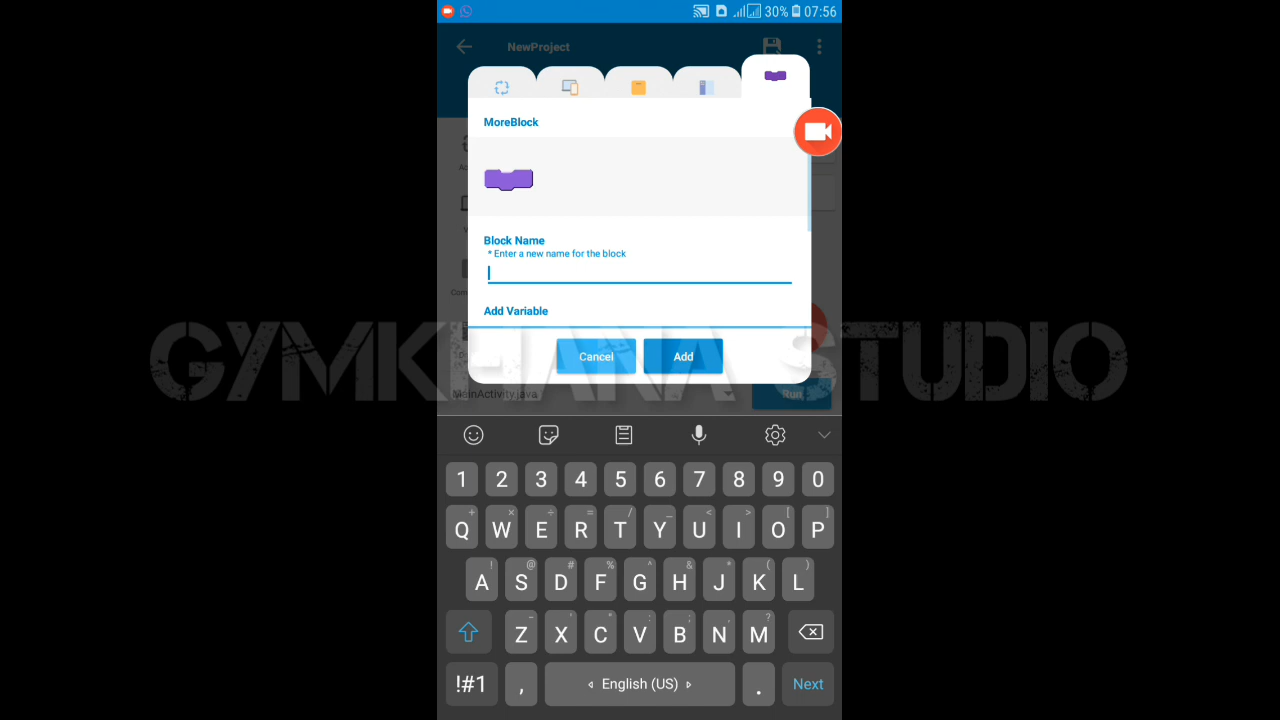 30% 07:56
NewProject
MoreBlock
Block Name
* Enter a new name for the block
Add Variable
Cancel Add
GYMKHANA STUDIO
MainActivity.java Run
1 2 3 4 5 6 7 8 9 0
+ × ÷ = / _ < > [ ]
Q W E R T Y U I O P
! @ # % ^ & * ( )
A S D F G H J K L
- ' " : ; , ?
Z X C V B N M
!#1 , English (US) . Next